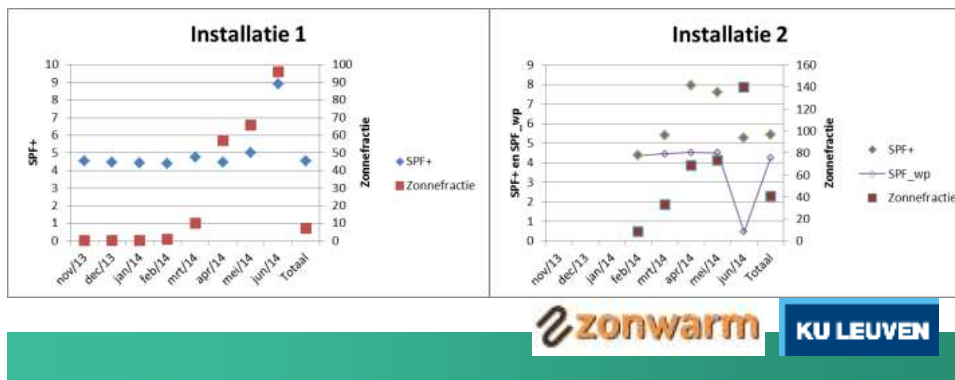 Installatie 1
10
9
8
7
6
5
4
3
2
1
0
SPF+
100
90
80
70
60
50
40
30
20
10
0
Zonnefractie
nov/13
dec/13
jan/14
feb/14
mrt/14
apr/14
mei/14
jun/14
Totaal
SPF+
Zonnefractie
Installatie 2
9
8
7
6
5
4
3
2
1
0
SPF+ en SPF_wp
160
140
120
100
80
60
40
20
0
Zonnefractie
nov/13
dec/13
jan/14
feb/14
mrt/14
apr/14
mei/14
jun/14
Totaal
SPF+
SPF_wp
Zonnefractie
zonwarm
KU LEUVEN